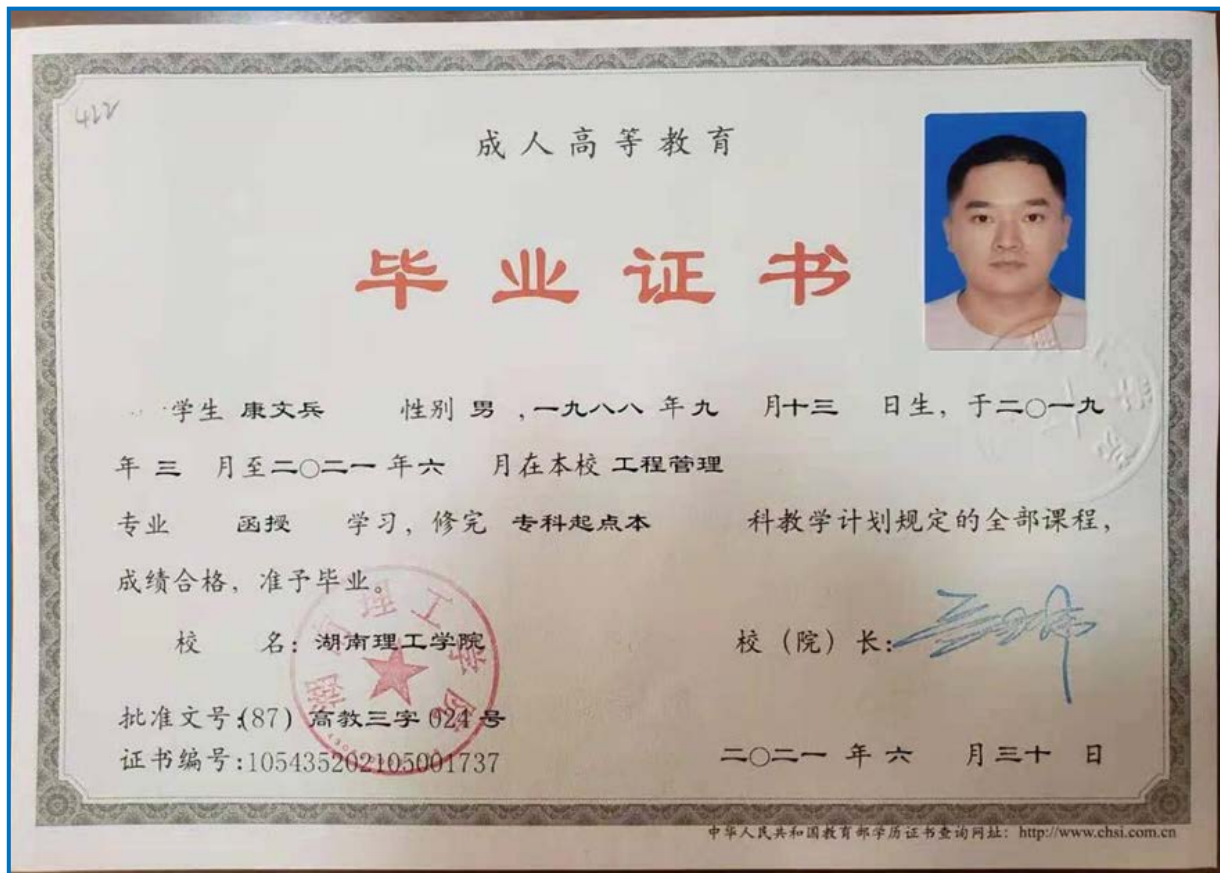 422
成人高等教育
毕业证书
学生 康文兵 性别 男 ,一九八八 年 九 月十三 日生, 于二〇一九
年 三 月至二〇二一 年 六 月在本校 工程管理
专业 函授 学习, 修完 专科起点本 科教学计划规定的全部课程,
成绩合格, 准予毕业。
校 名: 湖南理工学院 校 (院) 长:
湖南理工学院
批准文号:(87) 高教三字 024 号
证书编号:105435202105001737 二〇二一 年 六 月三十 日
中华人民共和国教育部学历证书查询网址: http://www.chsi.com.cn